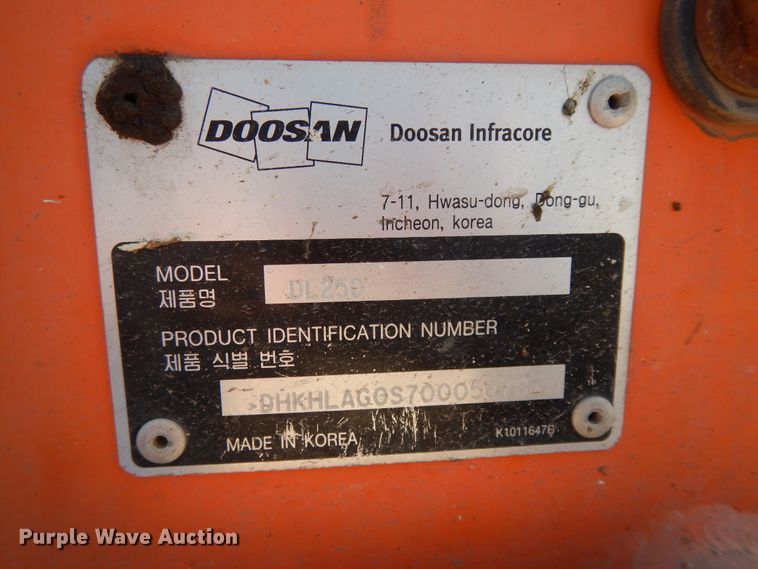 DOOSAN Doosan Infracore
7-11, Hwasu-dong, Dong-gu,
Incheon, korea
MODEL DL250
제품명
PRODUCT IDENTIFICATION NUMBER
제품 식별 번호
MADE IN KOREA K1011647B
Purple Wave Auction